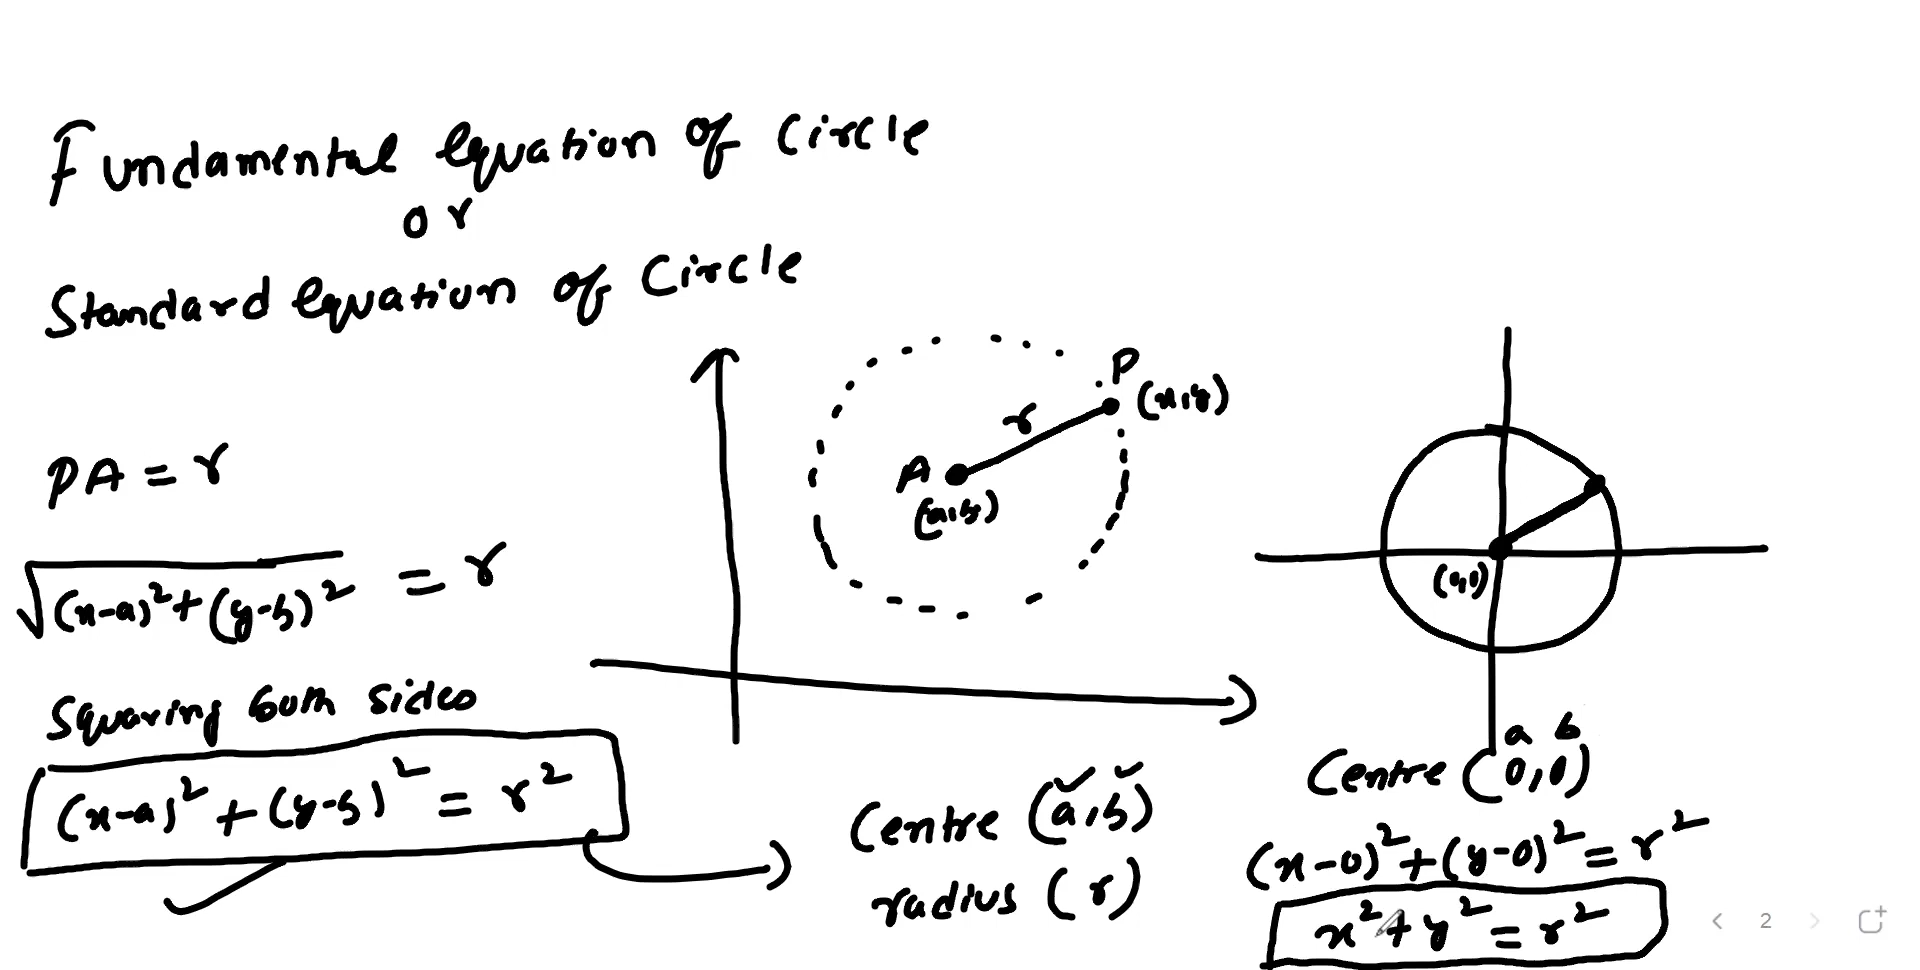 Fundamental Equation of Circle
or
Standard Equation of Circle
PA = r
√(x-a)²+(y-b)² = r
Squaring both sides
(x-a)² + (y-b)² = r²
P
(x,y)
r
A
(a,b)
Centre (a,b)
radius (r)
(0,0)
a b
Centre (0,0)
(x-0)²+(y-0)² = r²
x²+y² = r²
2